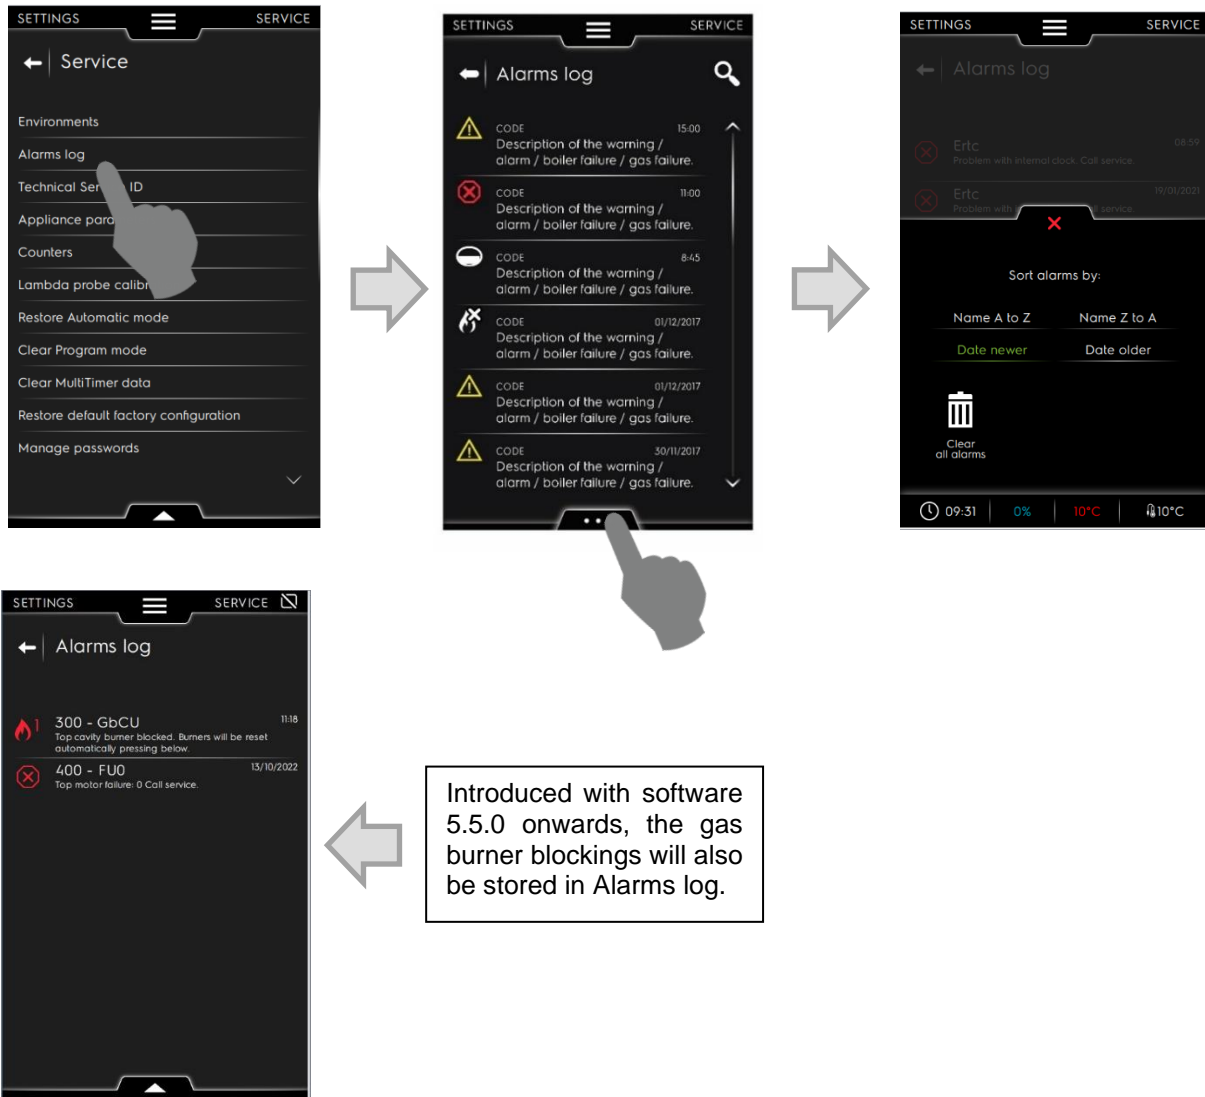 SETTINGS SERVICE
Service
Environments
Alarms log
Technical Ser ID
Appliance para
Counters
Lambda probe calib
Restore Automatic mode
Clear Program mode
Clear MultiTimer data
Restore default factory configuration
Manage passwords
SETTINGS SERVICE
Alarms log
CODE 15:00
Description of the warning /
alarm / boiler failure / gas failure.
CODE 11:00
Description of the warning /
alarm / boiler failure / gas failure.
CODE 8:45
Description of the warning /
alarm / boiler failure / gas failure.
CODE 01/12/2017
Description of the warning /
alarm / boiler failure / gas failure.
CODE 01/12/2017
Description of the warning /
alarm / boiler failure / gas failure.
CODE 30/11/2017
Description of the warning /
alarm / boiler failure / gas failure.
SETTINGS SERVICE
Alarms log
Ertc 08:59
Problem with internal clock. Call service.
Ertc 19/01/2021
Problem with service.
Sort alarms by:
Name A to Z Name Z to A
Date newer Date older
Clear
all alarms
09:31 0% 10°C 10°C
SETTINGS SERVICE
Alarms log
300 - GbCU 11:18
Top cavity burner blocked. Burners will be reset
automatically pressing below.
400 - FU0 13/10/2022
Top motor failure: 0 Call service.
Introduced with software
5.5.0 onwards, the gas
burner blockings will also
be stored in Alarms log.